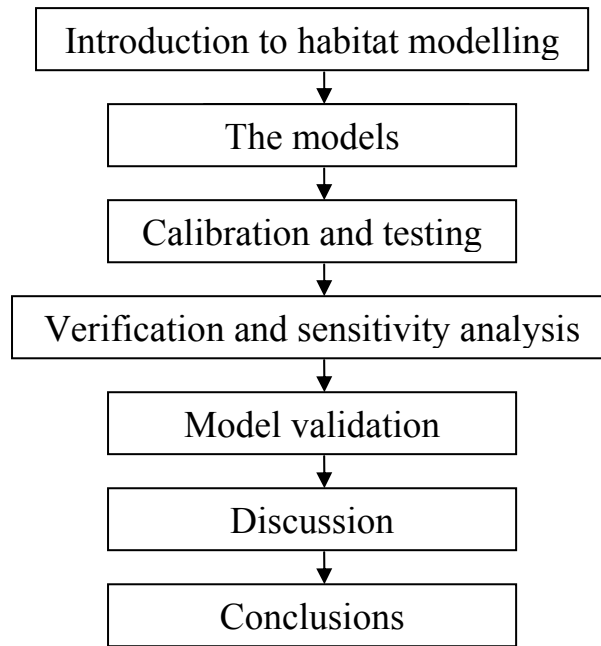 Introduction to habitat modelling
The models
Calibration and testing
Verification and sensitivity analysis
Model validation
Discussion
Conclusions